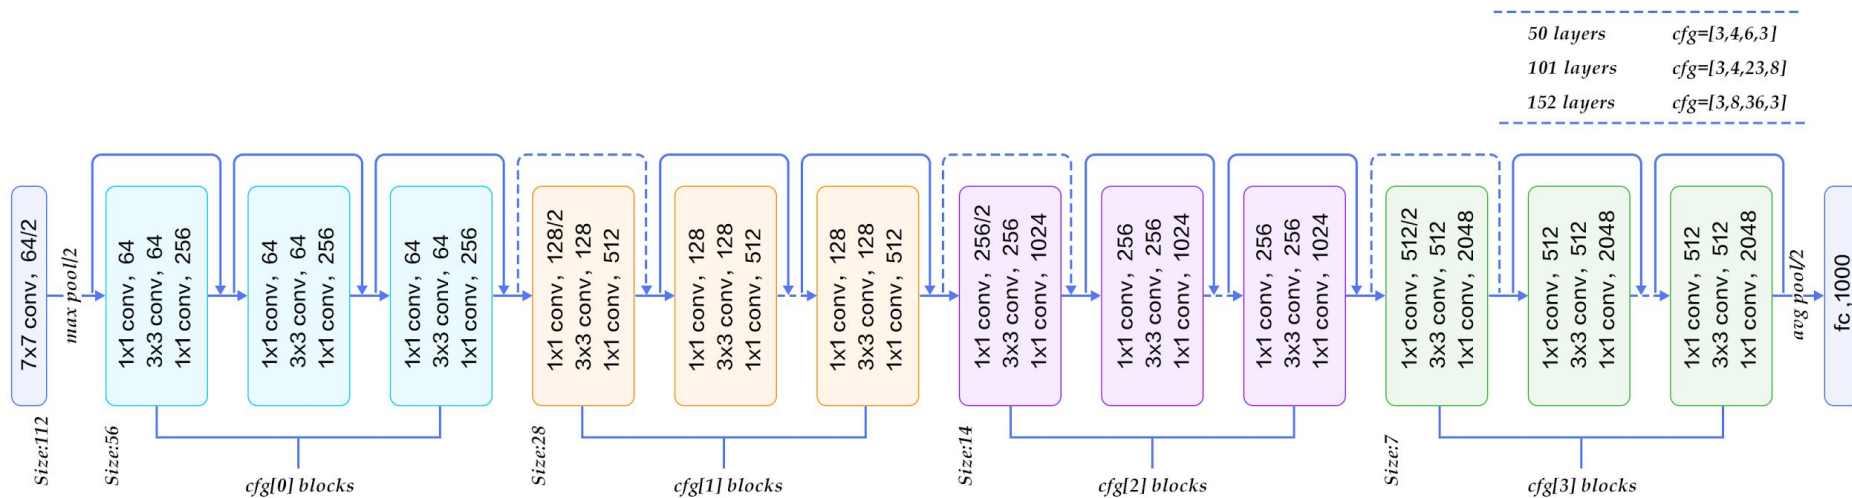 50 layers cfg=[3,4,6,3]
101 layers cfg=[3,4,23,8]
152 layers cfg=[3,8,36,3]
7x7 conv, 64/2
max pool/2
1x1 conv, 64
3x3 conv, 64
1x1 conv, 256
1x1 conv, 64
3x3 conv, 64
1x1 conv, 256
1x1 conv, 64
3x3 conv, 64
1x1 conv, 256
1x1 conv, 128/2
3x3 conv, 128
1x1 conv, 512
1x1 conv, 128
3x3 conv, 128
1x1 conv, 512
1x1 conv, 128
3x3 conv, 128
1x1 conv, 512
1x1 conv, 256/2
3x3 conv, 256
1x1 conv, 1024
1x1 conv, 256
3x3 conv, 256
1x1 conv, 1024
1x1 conv, 256
3x3 conv, 256
1x1 conv, 1024
1x1 conv, 512/2
3x3 conv, 512
1x1 conv, 2048
1x1 conv, 512
3x3 conv, 512
1x1 conv, 2048
1x1 conv, 512
3x3 conv, 512
1x1 conv, 2048
avg pool/2
fc ,1000
Size:112
Size:56
Size:28
Size:14
Size:7
cfg[0] blocks
cfg[1] blocks
cfg[2] blocks
cfg[3] blocks